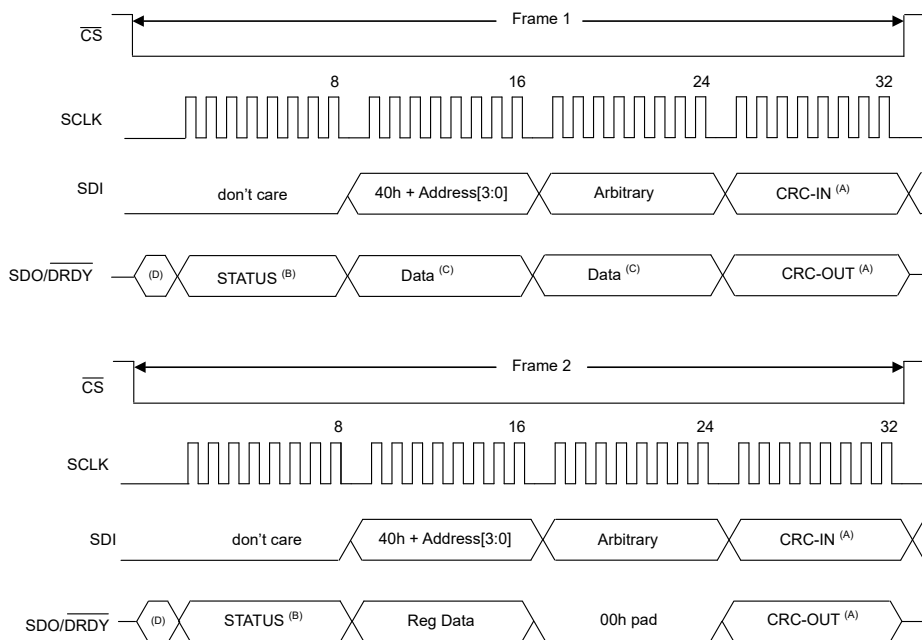 Frame 1
CS
8 16 24 32
SCLK
SDI don't care 40h + Address[3:0] Arbitrary CRC-IN (A)
SDO/DRDY (D) STATUS (B) Data (C) Data (C) CRC-OUT (A)
Frame 2
CS
8 16 24 32
SCLK
SDI don't care 40h + Address[3:0] Arbitrary CRC-IN (A)
SDO/DRDY (D) STATUS (B) Reg Data 00h pad CRC-OUT (A)